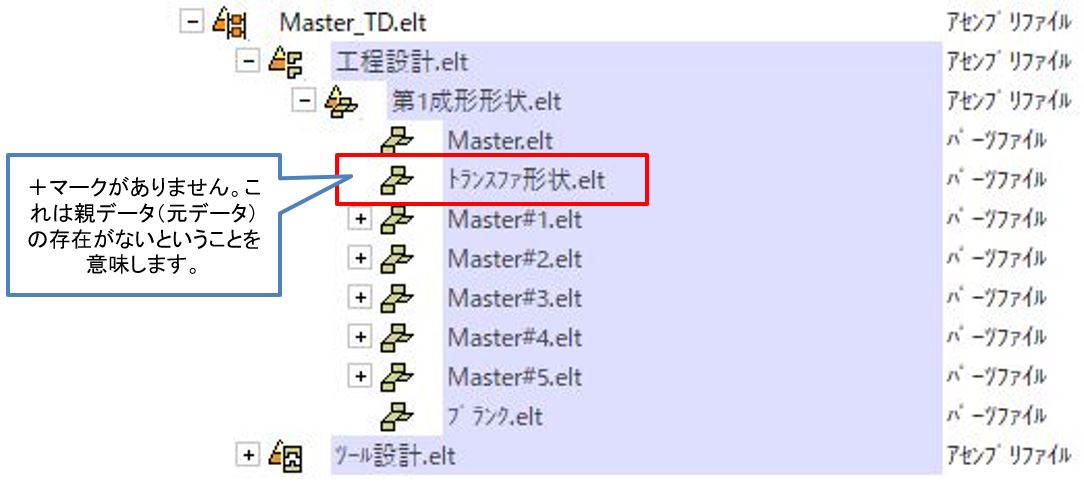 Master_TD.elt アセンブリファイル
工程設計.elt アセンブリファイル
第1成形形状.elt アセンブリファイル
Master.elt パーツファイル
トランスファ形状.elt パーツファイル
Master#1.elt パーツファイル
Master#2.elt パーツファイル
Master#3.elt パーツファイル
Master#4.elt パーツファイル
Master#5.elt パーツファイル
ブランク.elt パーツファイル
ツール設計.elt アセンブリファイル
+マークがありません。こ
れは親データ(元データ)
の存在がないということを
意味します。